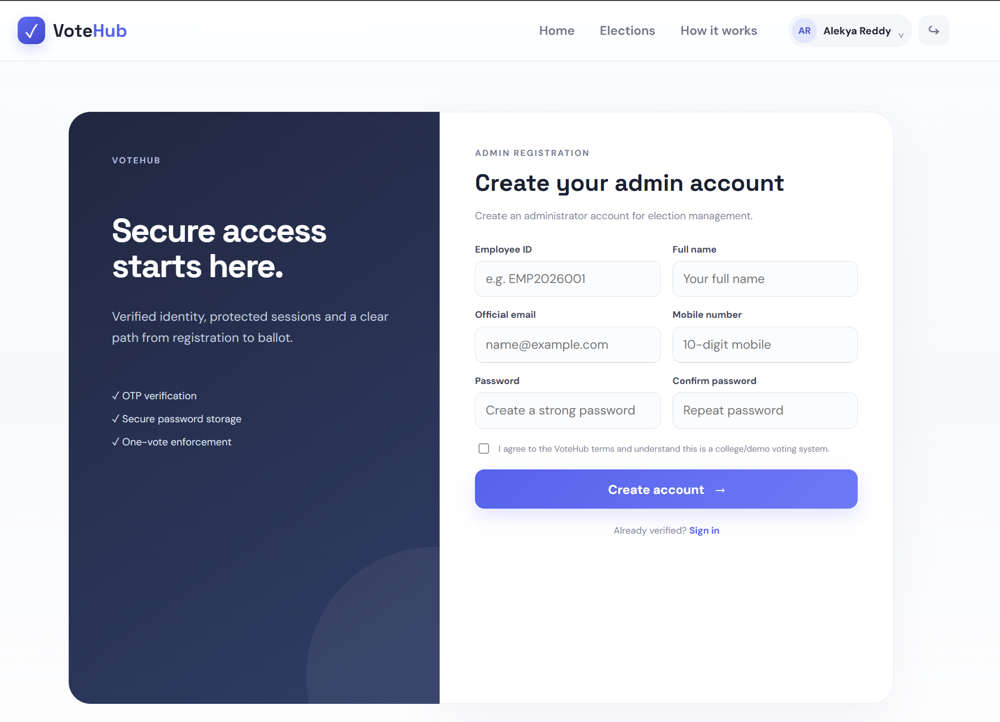 ✓ VoteHub
Home Elections How it works AR Alekya Reddy v ↪
VOTEHUB
Secure access
starts here.
Verified identity, protected sessions and a clear
path from registration to ballot.
✓ OTP verification
✓ Secure password storage
✓ One-vote enforcement
ADMIN REGISTRATION
Create your admin account
Create an administrator account for election management.
Employee ID Full name
e.g. EMP2026001 Your full name
Official email Mobile number
name@example.com 10-digit mobile
Password Confirm password
Create a strong password Repeat password
I agree to the VoteHub terms and understand this is a college/demo voting system.
Create account →
Already verified? Sign in